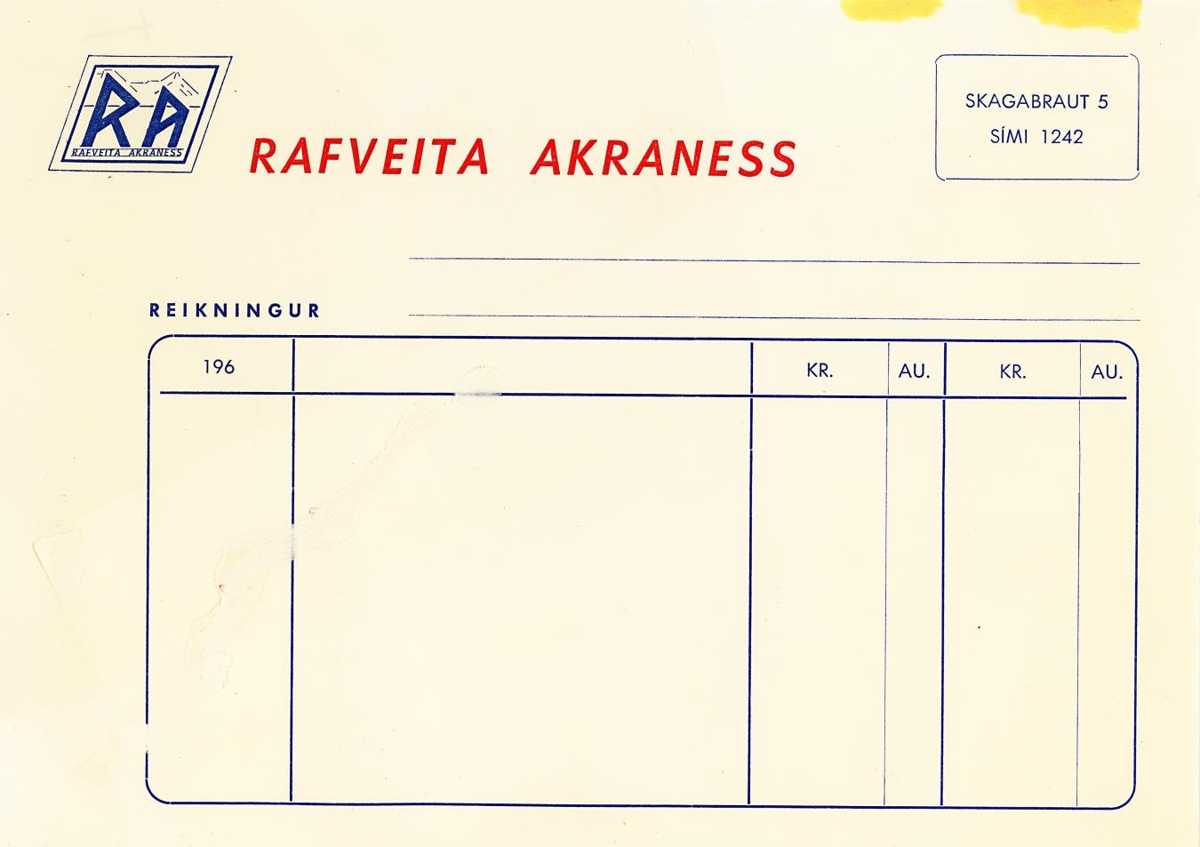 RA
RAFVEITA AKRANESS
RAFVEITA AKRANESS
SKAGABRAUT 5
SÍMI 1242
REIKNINGUR
196 KR. AU. KR. AU.